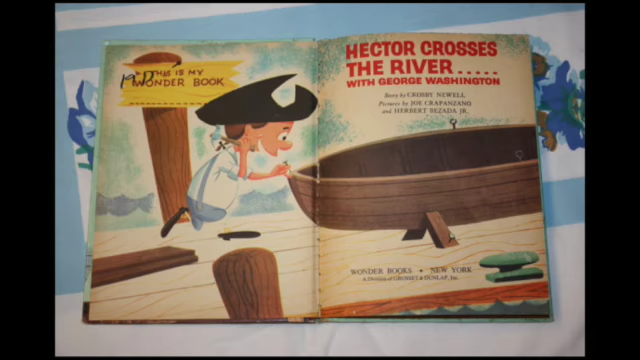 THIS IS MY
WONDER BOOK
HECTOR CROSSES
THE RIVER.....
WITH GEORGE WASHINGTON
Story by CROSBY NEWELL
Pictures by JOE CRAPANZANO
and HERBERT BEZADA JR.
WONDER BOOKS • NEW YORK
A Division of GROSSET & DUNLAP, Inc.